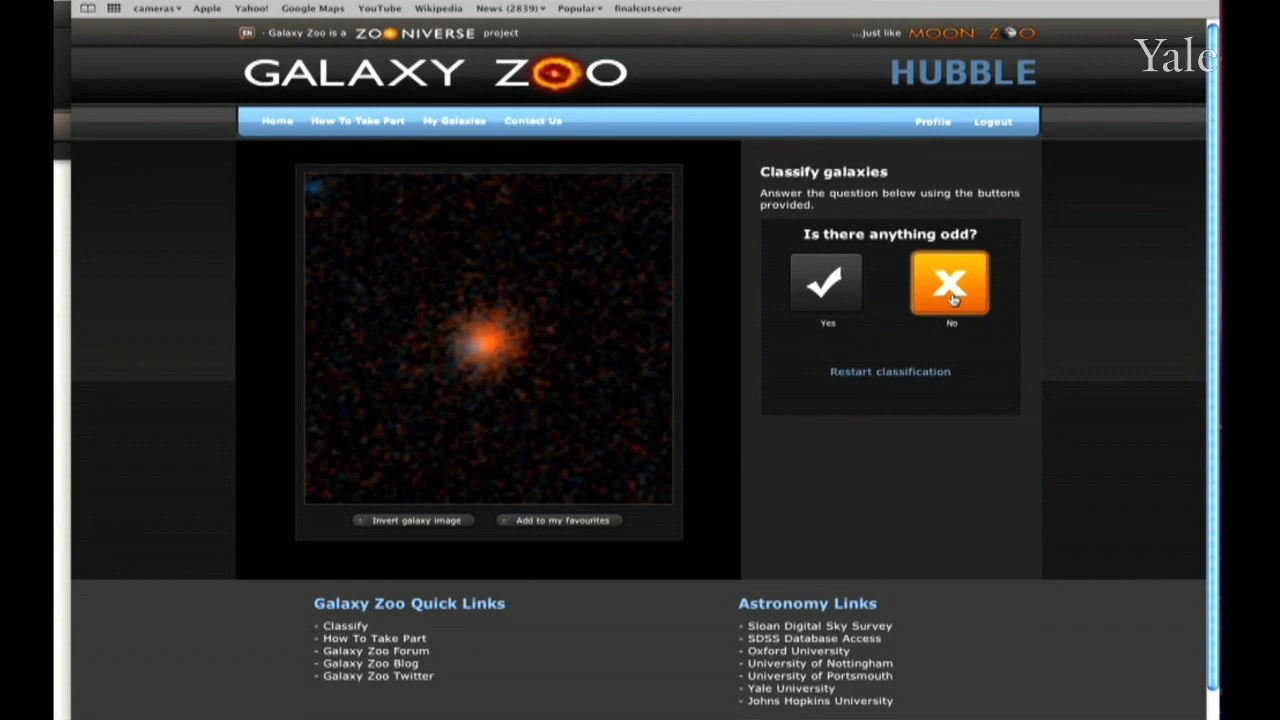 cameras Apple Yahoo! Google Maps YouTube Wikipedia News (2839) Popular finalcutserver
EN - Galaxy Zoo is a ZOONIVERSE project
...just like MOON ZOO
Yale
GALAXY ZOO
HUBBLE
Home How To Take Part My Galaxies Contact Us Profile Logout
Classify galaxies
Answer the question below using the buttons
provided.
Is there anything odd?
Yes
No
Restart classification
Invert galaxy image
Add to my favourites
Galaxy Zoo Quick Links
- Classify
- How To Take Part
- Galaxy Zoo Forum
- Galaxy Zoo Blog
- Galaxy Zoo Twitter
Astronomy Links
- Sloan Digital Sky Survey
- SDSS Database Access
- Oxford University
- University of Nottingham
- University of Portsmouth
- Yale University
- Johns Hopkins University